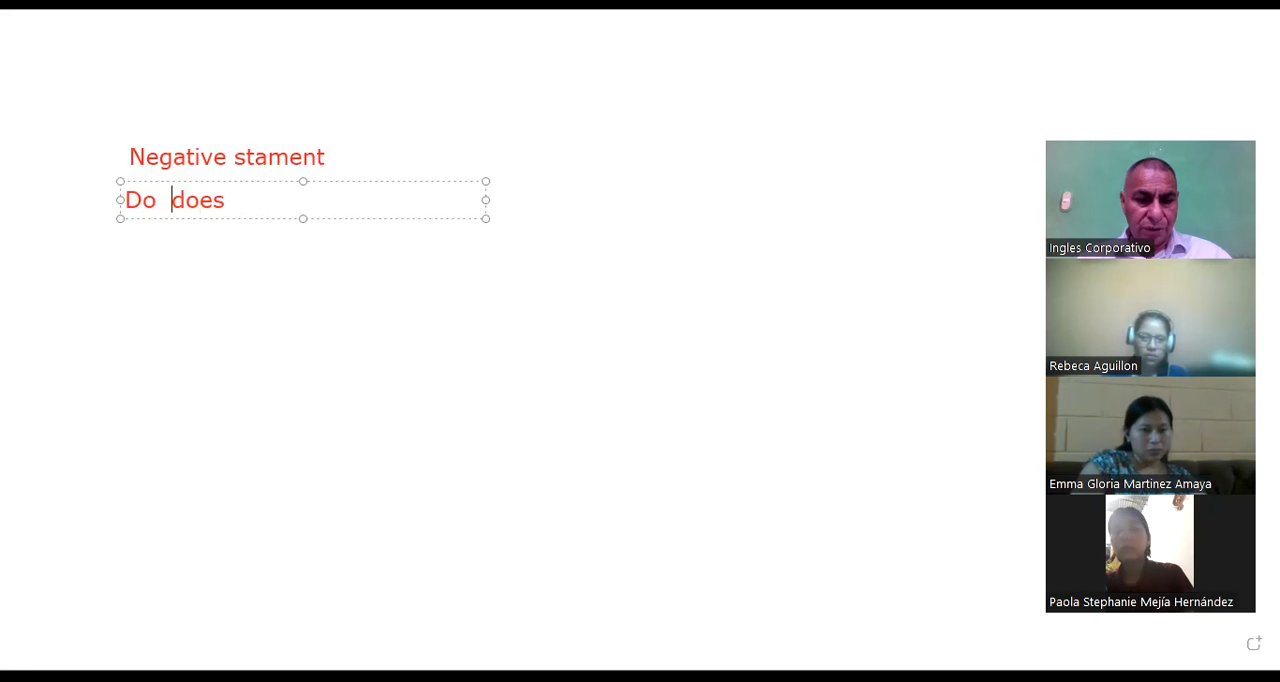 Negative stament
Do does
Ingles Corporativo
Rebeca Aguillon
Emma Gloria Martinez Amaya
Paola Stephanie Mejía Hernández